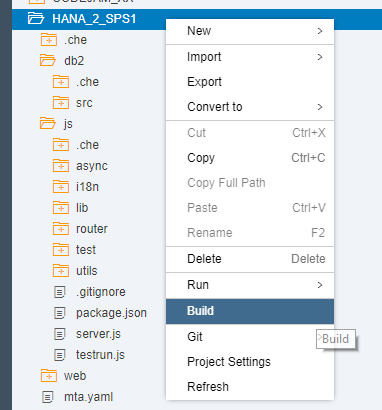 HANA_2_SPS1
.che
db2
.che
src
js
.che
async
i18n
lib
router
test
utils
.gitignore
package.json
server.js
testrun.js
web
mta.yaml
New
Import
Export
Convert to
Cut Ctrl+X
Copy Ctrl+C
Copy Full Path
Paste Ctrl+V
Rename F2
Delete Delete
Run
Build
Git
Build
Project Settings
Refresh